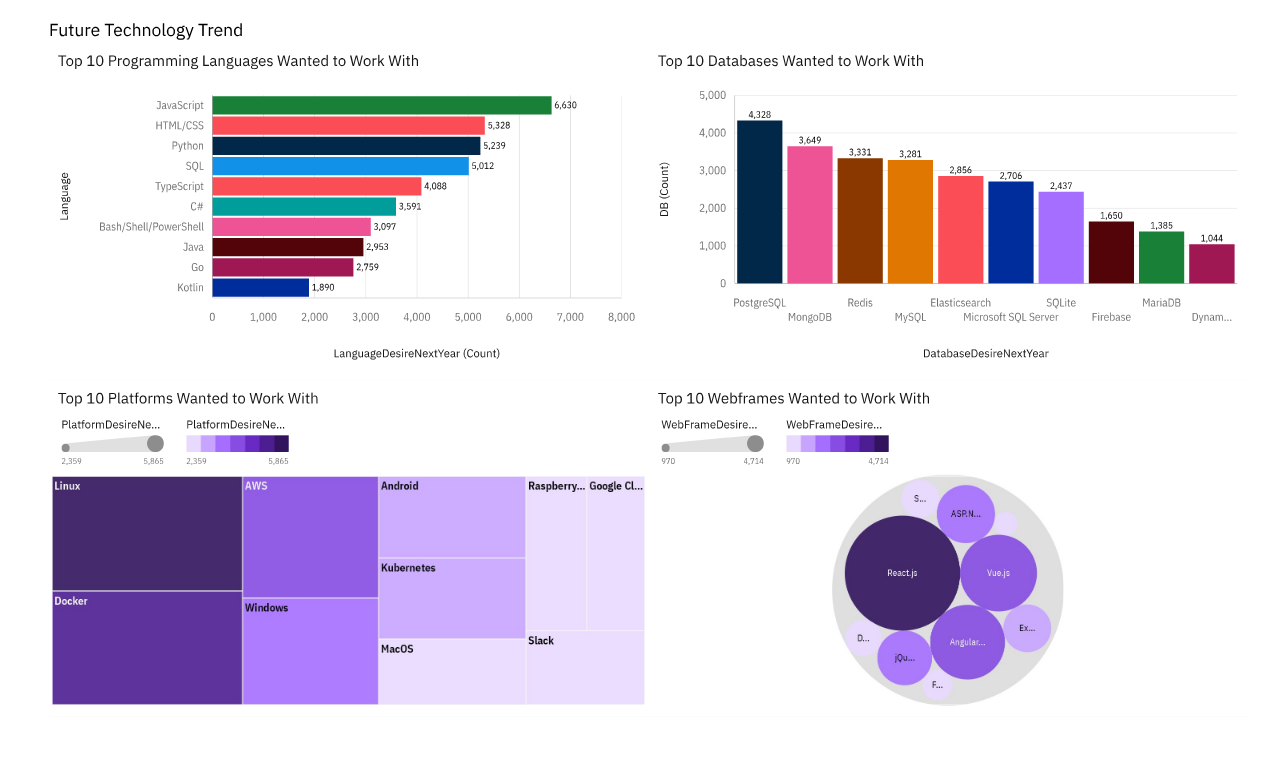 Future Technology Trend
Top 10 Programming Languages Wanted to Work With
Language
JavaScript
HTML/CSS
Python
SQL
TypeScript
C#
Bash/Shell/PowerShell
Java
Go
Kotlin
6,630
5,328
5,239
5,012
4,088
3,591
3,097
2,953
2,759
1,890
0 1,000 2,000 3,000 4,000 5,000 6,000 7,000 8,000
LanguageDesireNextYear (Count)
Top 10 Databases Wanted to Work With
DB (Count)
5,000
4,000
3,000
2,000
1,000
0
4,328
3,649
3,331
3,281
2,856
2,706
2,437
1,650
1,385
1,044
PostgreSQL Redis Elasticsearch SQLite MariaDB
MongoDB MySQL Microsoft SQL Server Firebase Dynam...
DatabaseDesireNextYear
Top 10 Platforms Wanted to Work With
PlatformDesireNe... PlatformDesireNe...
2,359 5,865 2,359 5,865
Linux
Docker
AWS
Windows
Android
Kubernetes
MacOS
Raspberry...
Google Cl...
Slack
Top 10 Webframes Wanted to Work With
WebFrameDesire... WebFrameDesire...
970 4,714 970 4,714
S...
ASP.N...
React.js
Vue.js
Ex...
D...
Angular...
jQu...
F...